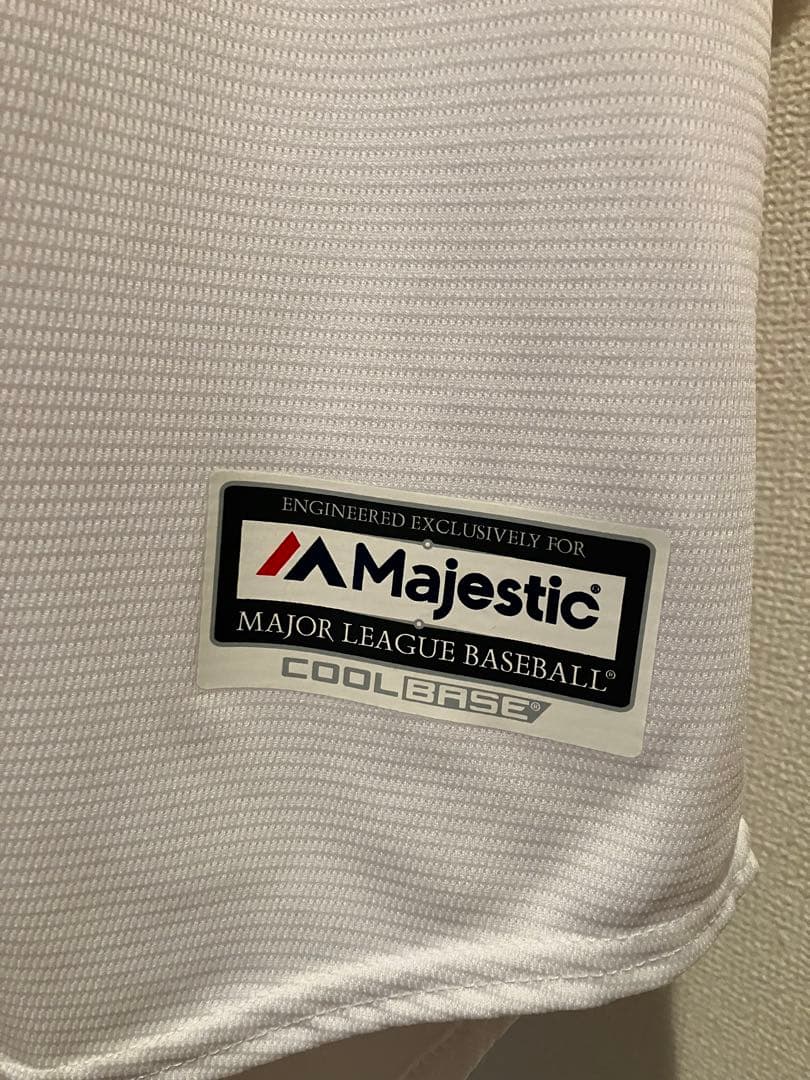 ENGINEERED EXCLUSIVELY FOR
Majestic®
MAJOR LEAGUE BASEBALL®
COOLBASE®